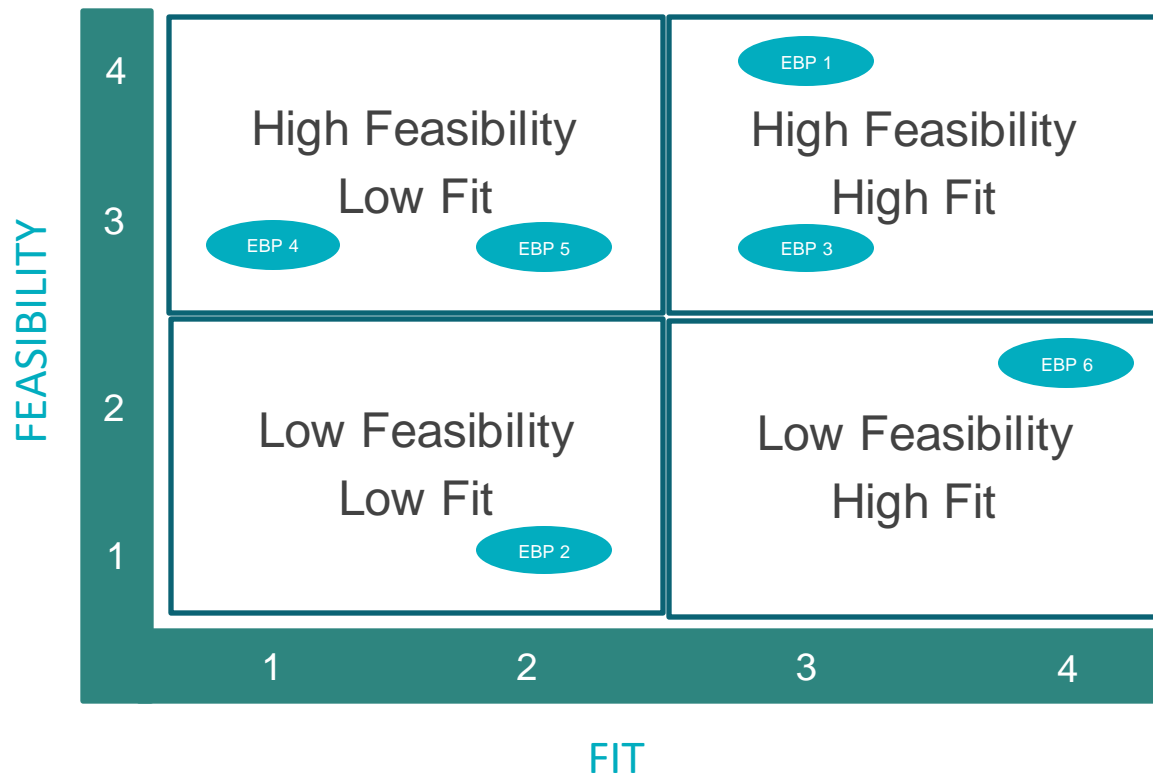 4
EBP 1
High Feasibility
Low Fit
High Feasibility
High Fit
3
EBP 4
EBP 5
EBP 3
FEASIBILITY
EBP 6
2
Low Feasibility
Low Fit
Low Feasibility
High Fit
1
EBP 2
1
2
3
4
FIT